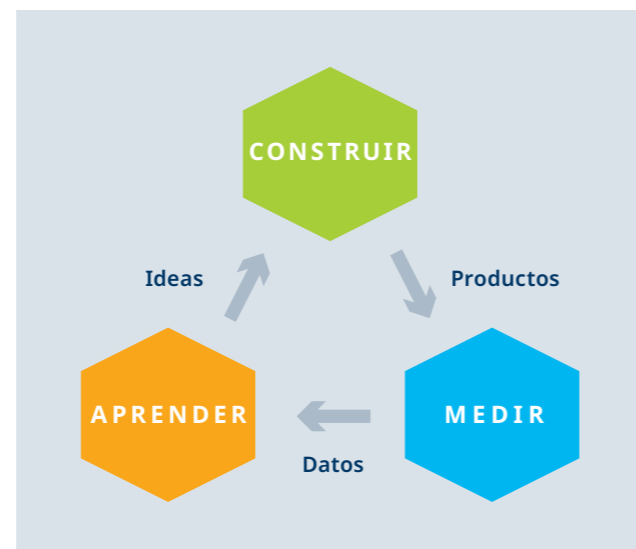 CONSTRUIR
Ideas
Productos
APRENDER
MEDIR
Datos